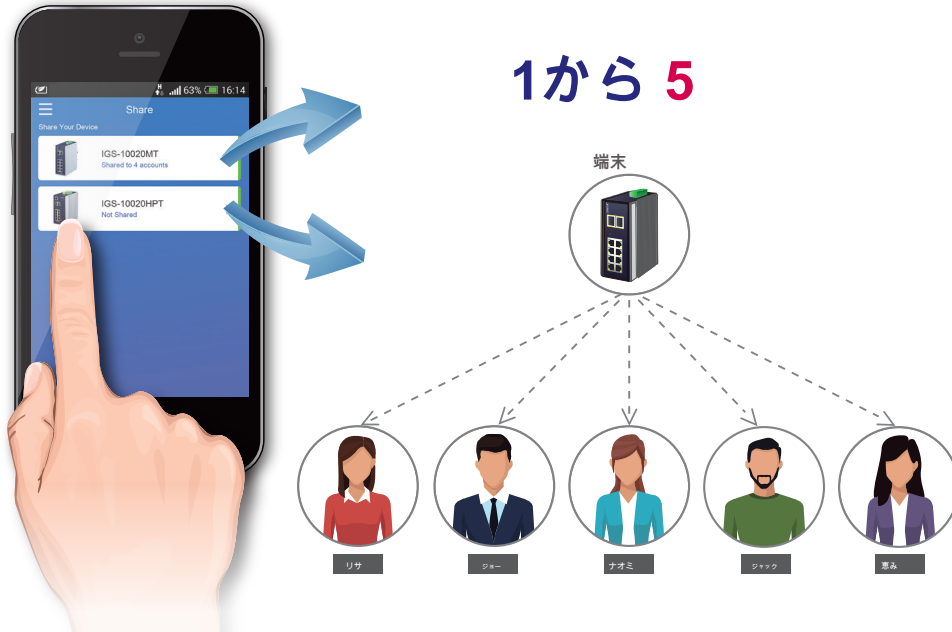 63% 16:14
Share
Share Your Device
IGS-10020MT
Shared to 4 accounts
IGS-10020HPT
Not Shared
1から 5
端末
リサ
ジョー
ナオミ
ジャック
恵み